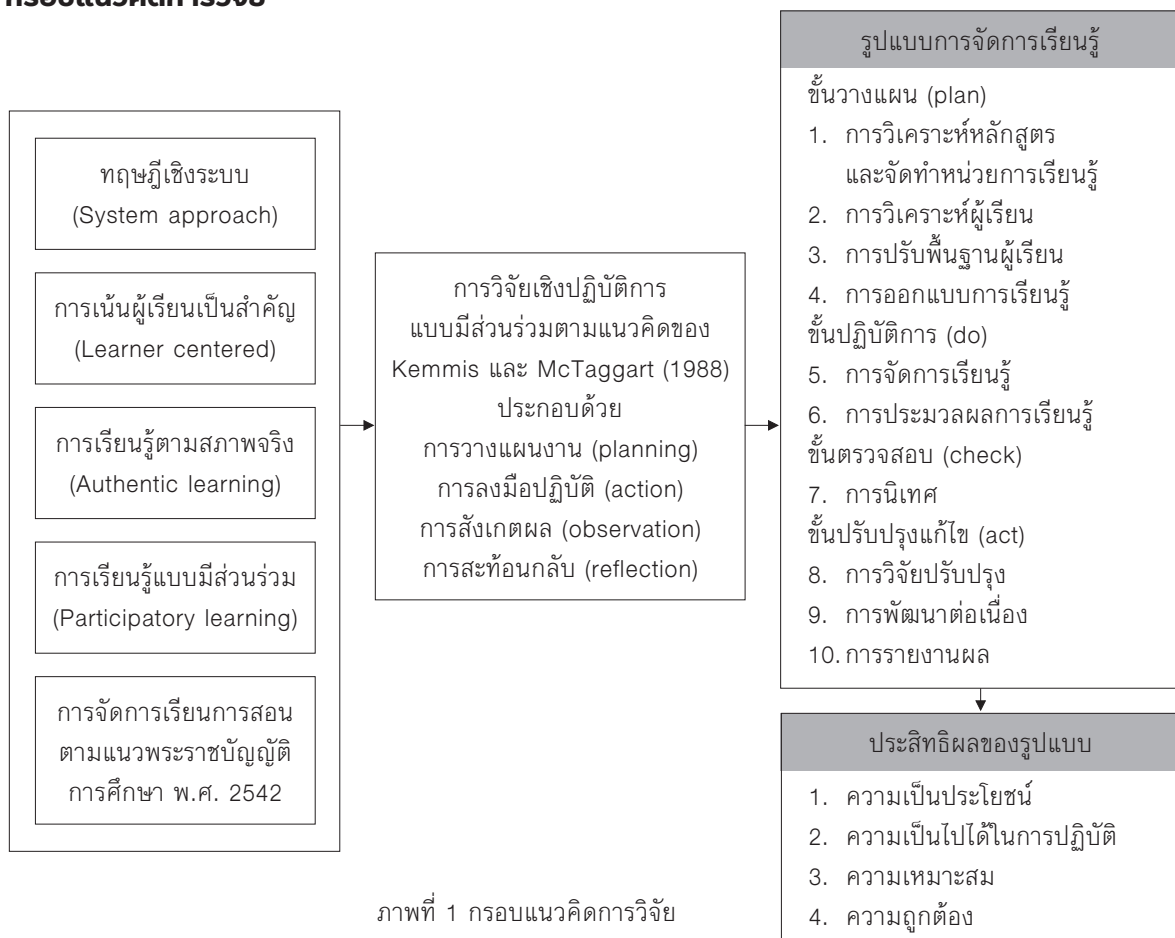 กรอบแนวคิดการวิจัย
ทฤษฎีเชิงระบบ
(System approach)
การเน้นผู้เรียนเป็นสำคัญ
(Learner centered)
การเรียนรู้ตามสภาพจริง
(Authentic learning)
การเรียนรู้แบบมีส่วนร่วม
(Participatory learning)
การจัดการเรียนการสอน
ตามแนวพระราชบัญญัติ
การศึกษา พ.ศ. 2542
การวิจัยเชิงปฏิบัติการ
แบบมีส่วนร่วมตามแนวคิดของ
Kemmis และ McTaggart (1988)
ประกอบด้วย
การวางแผนงาน (planning)
การลงมือปฏิบัติ (action)
การสังเกตผล (observation)
การสะท้อนกลับ (reflection)
รูปแบบการจัดการเรียนรู้
ขั้นวางแผน (plan)
1. การวิเคราะห์หลักสูตร
และจัดทำหน่วยการเรียนรู้
2. การวิเคราะห์ผู้เรียน
3. การปรับพื้นฐานผู้เรียน
4. การออกแบบการเรียนรู้
ขั้นปฏิบัติการ (do)
5. การจัดการเรียนรู้
6. การประมวลผลการเรียนรู้
ขั้นตรวจสอบ (check)
7. การนิเทศ
ขั้นปรับปรุงแก้ไข (act)
8. การวิจัยปรับปรุง
9. การพัฒนาต่อเนื่อง
10. การรายงานผล
ประสิทธิผลของรูปแบบ
1. ความเป็นประโยชน์
2. ความเป็นไปได้ในการปฏิบัติ
3. ความเหมาะสม
4. ความถูกต้อง
ภาพที่ 1 กรอบแนวคิดการวิจัย